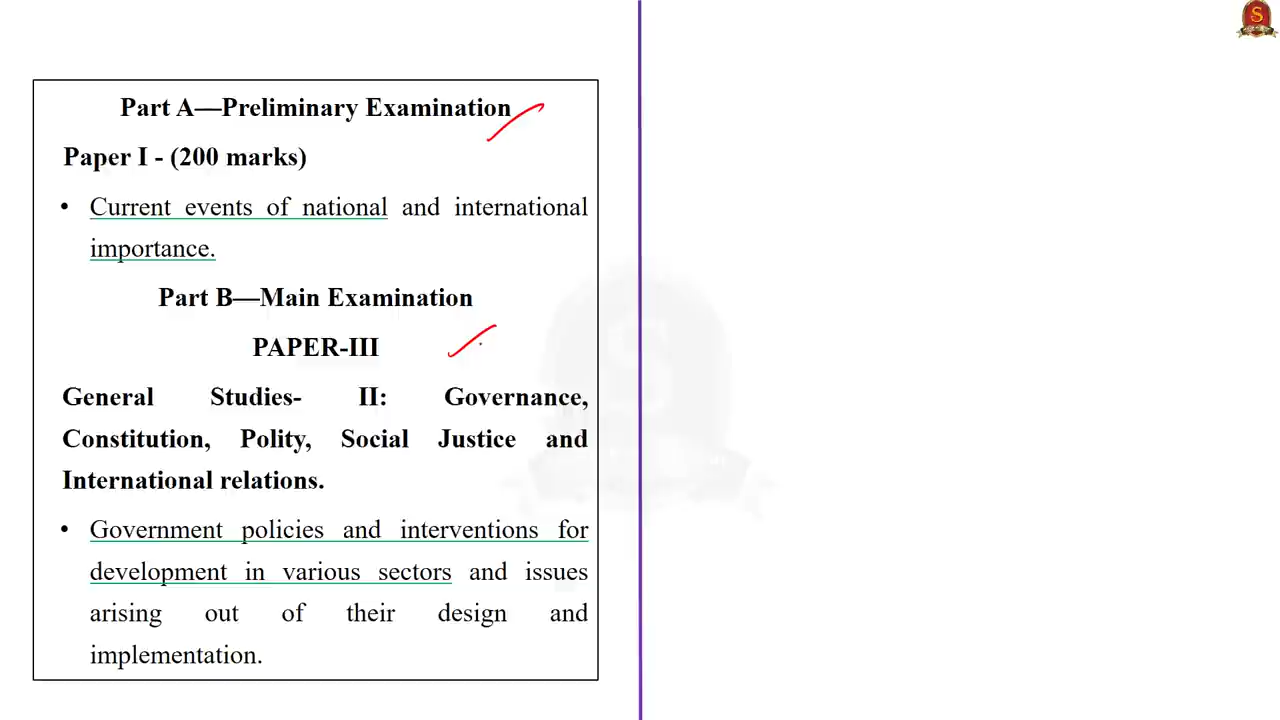 S
Part A—Preliminary Examination
Paper I - (200 marks)
• Current events of national and international
importance.
Part B—Main Examination
PAPER-III
General Studies- II: Governance,
Constitution, Polity, Social Justice and
International relations.
• Government policies and interventions for
development in various sectors and issues
arising out of their design and
implementation.